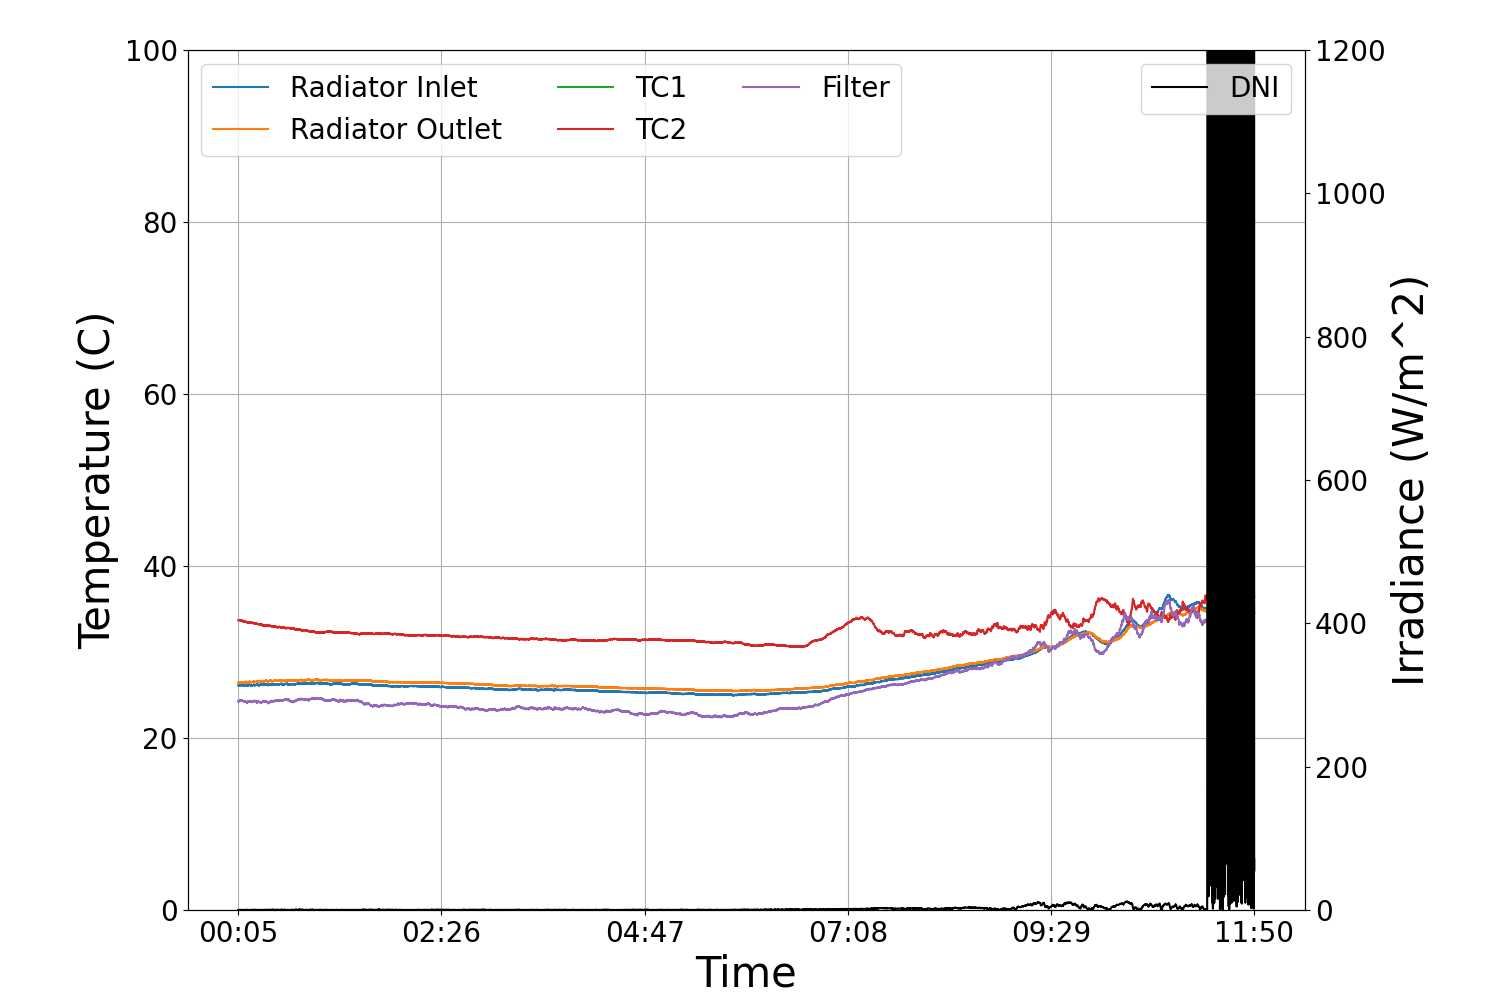 100
80
60
40
20
0
Temperature (C)
Radiator Inlet
Radiator Outlet
TC1
TC2
Filter
DNI
1200
1000
800
600
400
200
0
Irradiance (W/m^2)
00:05 02:26 04:47 07:08 09:29 11:50
Time